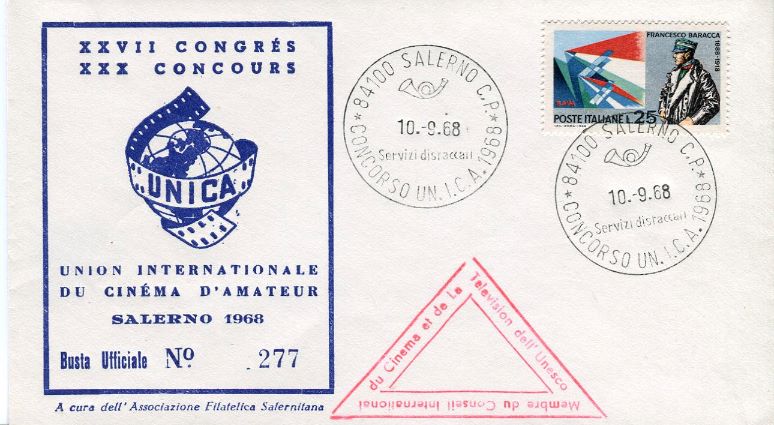 XXVII CONGRÉS
XXX CONCOURS
UNICA
UNION INTERNATIONALE
DU CINÉMA D'AMATEUR
SALERNO 1968
Busta Ufficiale Nº 277
A cura dell'Associazione Filatelica Salernitana
*84100 SALERNO C.P.*
10.-9.68
Servizi distaccati
CONCORSO UN.I.C.A. 1968
FRANCESCO BARACCA
1888-1918
POSTE ITALIANE L.25
*84100 SALERNO C.P.*
10.-9.68
Servizi distaccati
CONCORSO UN.I.C.A. 1968
Membre du Conseil International
du Cinema et de La
Television dell'Unesco